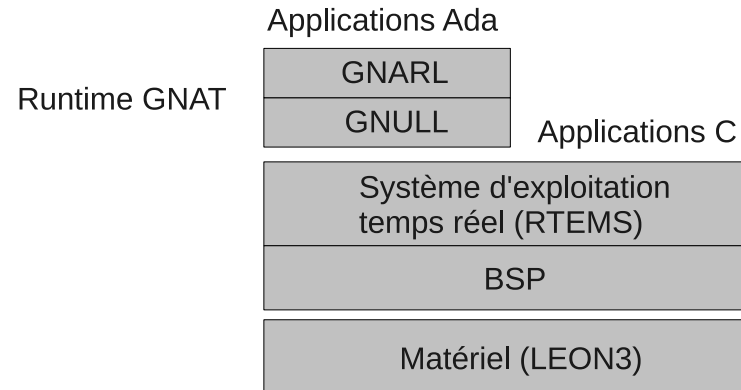 Applications Ada
GNARL
Runtime GNAT
GNULL
Applications C
Système d'exploitation
temps réel (RTEMS)
BSP
Matériel (LEON3)